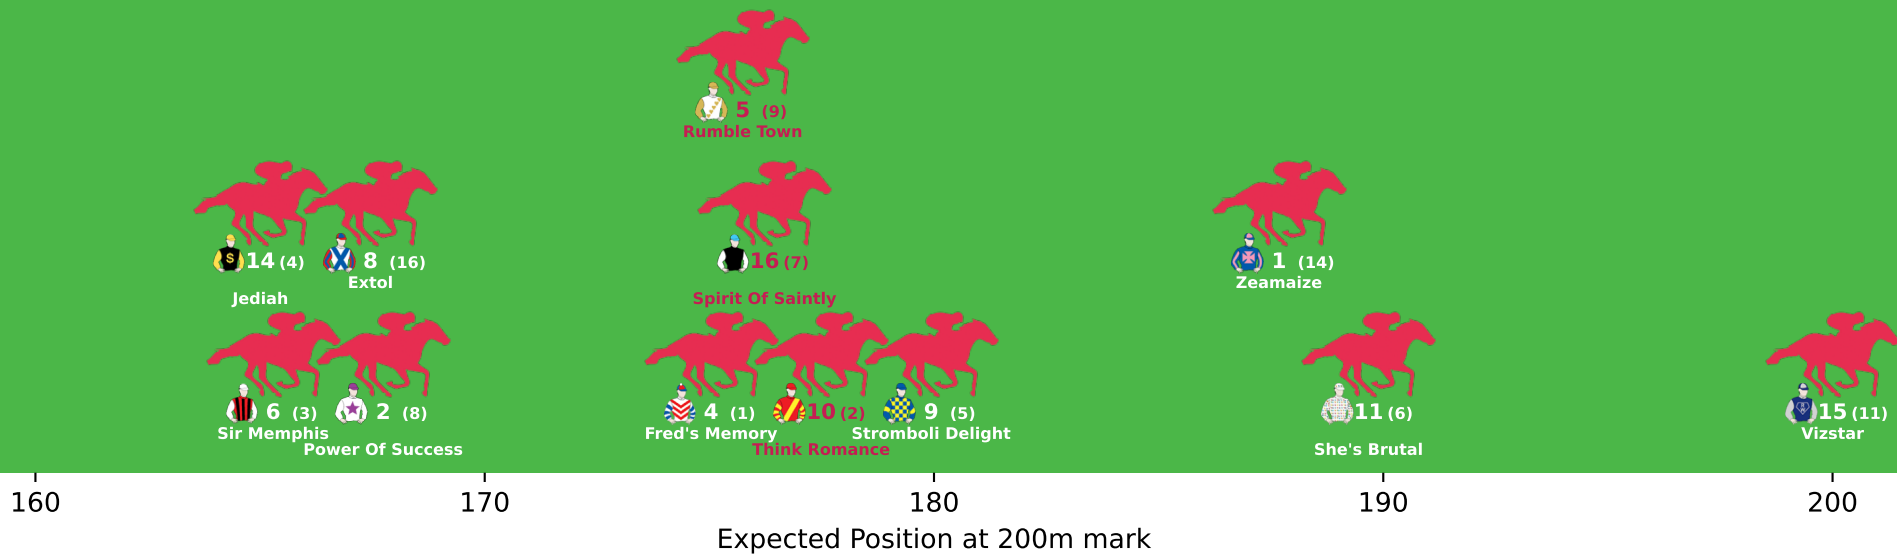 5 (9)
Rumble Town
14 (4)
Jediah
8 (16)
Extol
16 (7)
Spirit Of Saintly
1 (14)
Zeamaize
6 (3)
Sir Memphis
2 (8)
Power Of Success
4 (1)
Fred's Memory
10 (2)
Think Romance
9 (5)
Stromboli Delight
11 (6)
She's Brutal
15 (11)
Vizstar
160 170 180 190 200
Expected Position at 200m mark